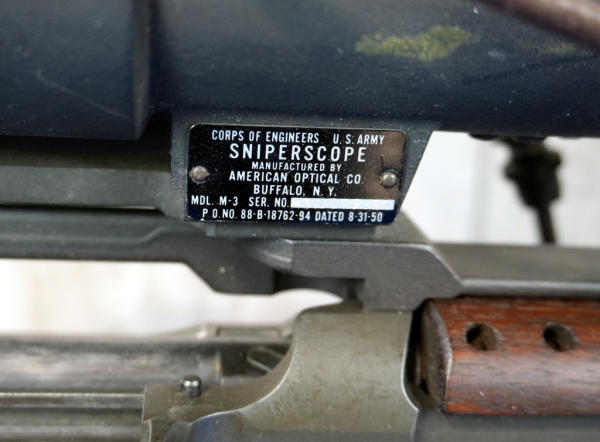 CORPS OF ENGINEERS U.S. ARMY
SNIPERSCOPE
MANUFACTURED BY
AMERICAN OPTICAL CO.
BUFFALO, N.Y.
MDL. M-3 SER. NO.
P.O. NO. 88-B-18762-94 DATED 8-31-50